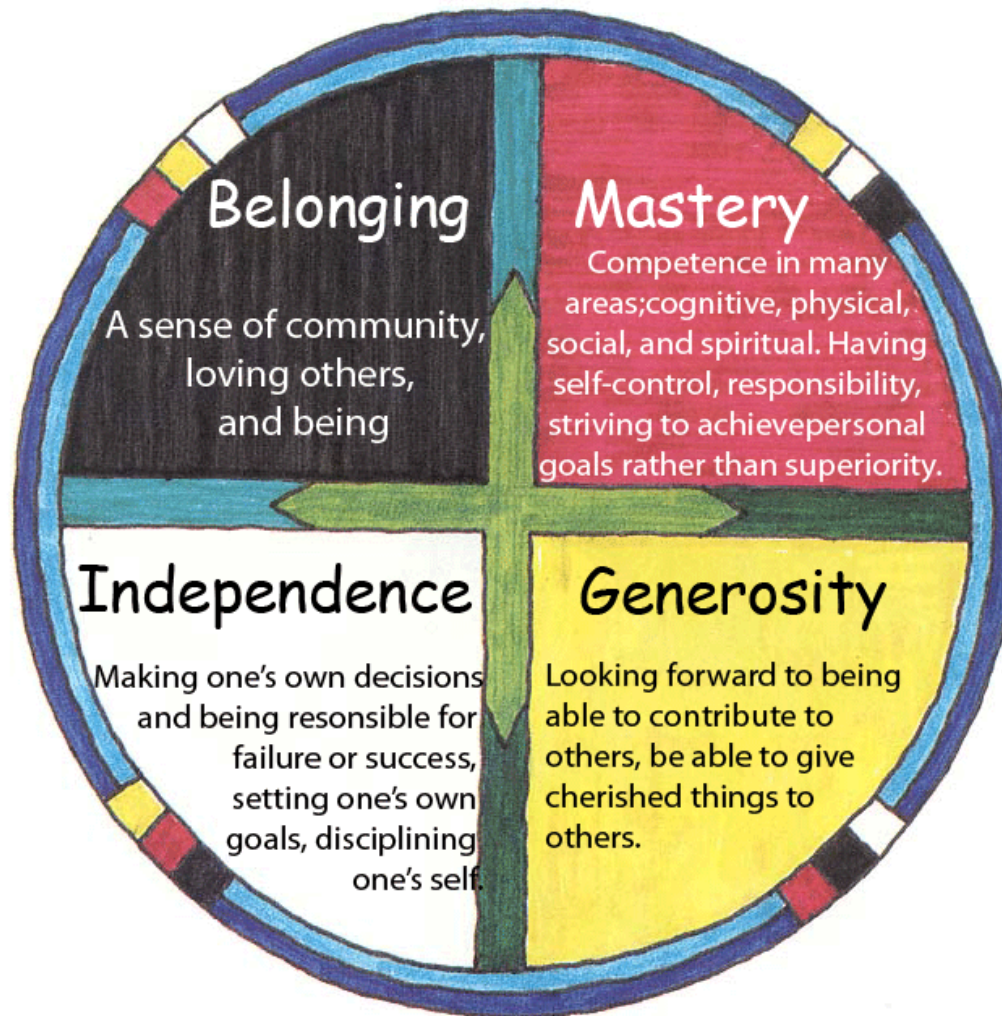 Belonging
A sense of community,
loving others,
and being
Mastery
Competence in many
areas;cognitive, physical,
social, and spiritual. Having
self-control, responsibility,
striving to achievepersonal
goals rather than superiority.
Independence
Making one's own decisions
and being resonsible for
failure or success,
setting one's own
goals, disciplining
one's self.
Generosity
Looking forward to being
able to contribute to
others, be able to give
cherished things to
others.